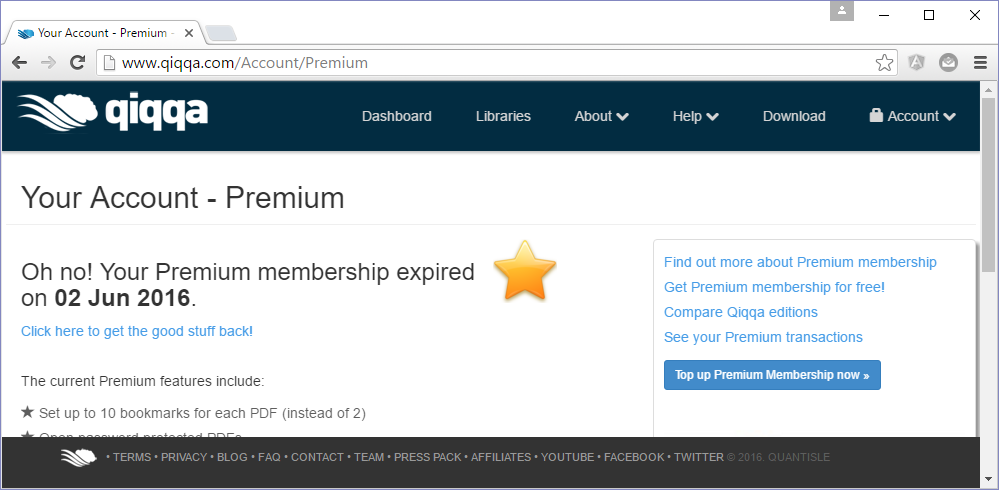 Your Account - Premium -
www.qiqqa.com/Account/Premium
qiqqa
Dashboard Libraries About Help Download Account
Your Account - Premium
Oh no! Your Premium membership expired
on 02 Jun 2016.
Click here to get the good stuff back!
The current Premium features include:
★ Set up to 10 bookmarks for each PDF (instead of 2)
★ Open password protected PDFs
Find out more about Premium membership
Get Premium membership for free!
Compare Qiqqa editions
See your Premium transactions
Top up Premium Membership now »
• TERMS • PRIVACY • BLOG • FAQ • CONTACT • TEAM • PRESS PACK • AFFILIATES • YOUTUBE • FACEBOOK • TWITTER © 2016. QUANTISLE